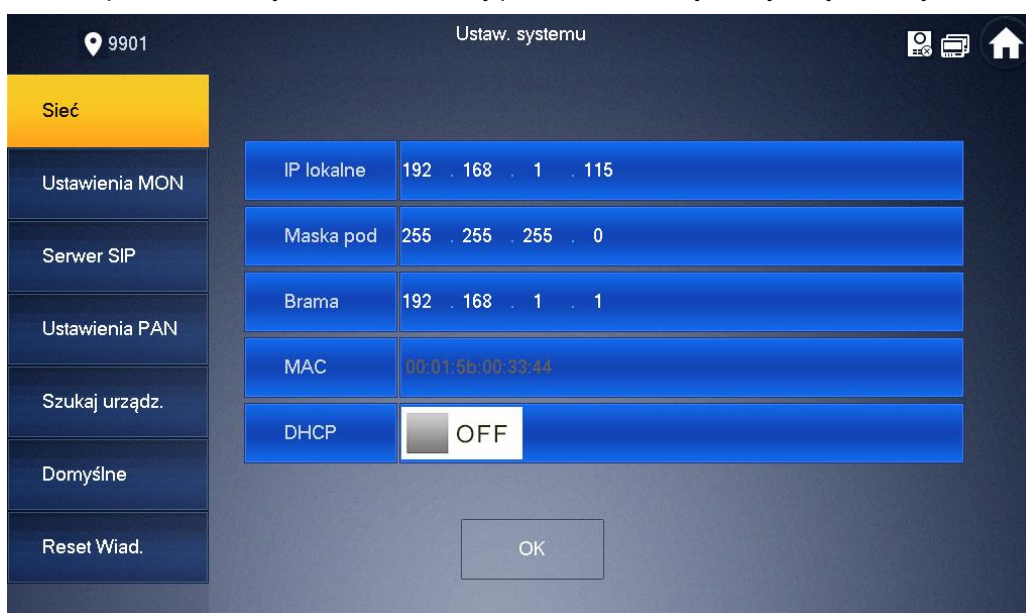 9901
Ustaw. systemu
Sieć
Ustawienia MON
Serwer SIP
Ustawienia PAN
Szukaj urządz.
Domyślne
Reset Wiad.
IP lokalne 192 . 168 . 1 . 115
Maska pod 255 . 255 . 255 . 0
Brama 192 . 168 . 1 . 1
MAC 00:01:5b:00:33:44
DHCP OFF
OK